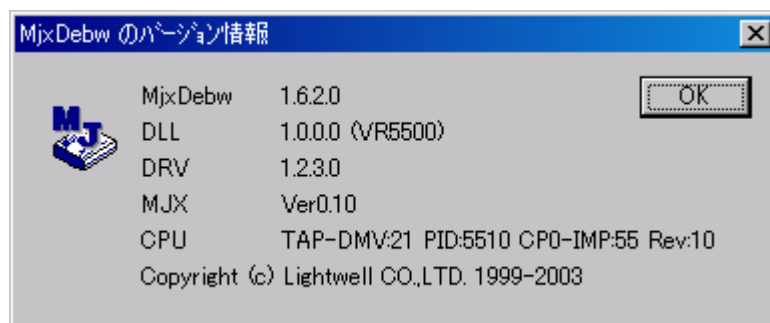 MjxDebw のバージョン情報
MJ
MjxDebw 1.6.2.0
OK
DLL 1.0.0.0 (VR5500)
DRV 1.2.3.0
MJX Ver0.10
CPU TAP-DMV:21 PID:5510 CP0-IMP:55 Rev:10
Copyright (c) Lightwell CO.,LTD. 1999-2003